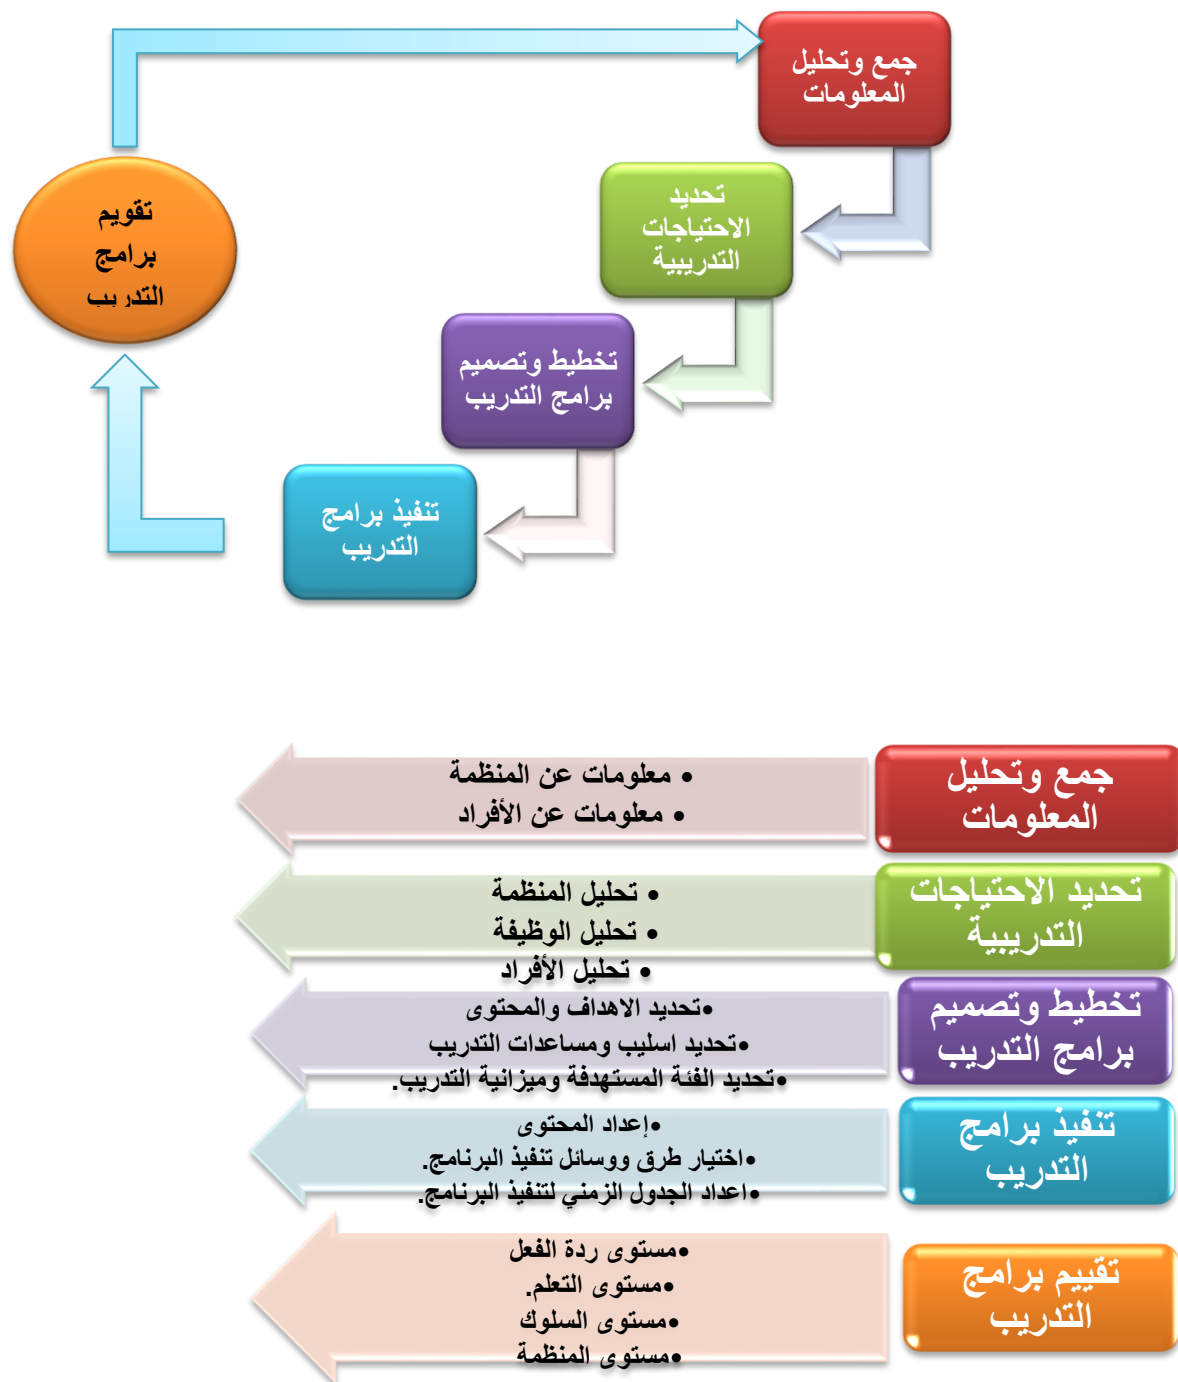 جمع وتحليل
المعلومات
تحديد
الاحتياجات
التدريبية
تخطيط وتصميم
برامج التدريب
تنفيذ برامج
التدريب
تقويم
برامج
التدريب
جمع وتحليل
المعلومات
• معلومات عن المنظمة
• معلومات عن الأفراد
تحديد الاحتياجات
التدريبية
• تحليل المنظمة
• تحليل الوظيفة
• تحليل الأفراد
تخطيط وتصميم
برامج التدريب
•تحديد الاهداف والمحتوى
•تحديد اسليب ومساعدات التدريب
•تحديد الفئة المستهدفة وميزانية التدريب.
تنفيذ برامج
التدريب
•إعداد المحتوى
•اختيار طرق ووسائل تنفيذ البرنامج.
•اعداد الجدول الزمني لتنفيذ البرنامج.
تقييم برامج
التدريب
•مستوى ردة الفعل
•مستوى التعلم.
•مستوى السلوك
•مستوى المنظمة